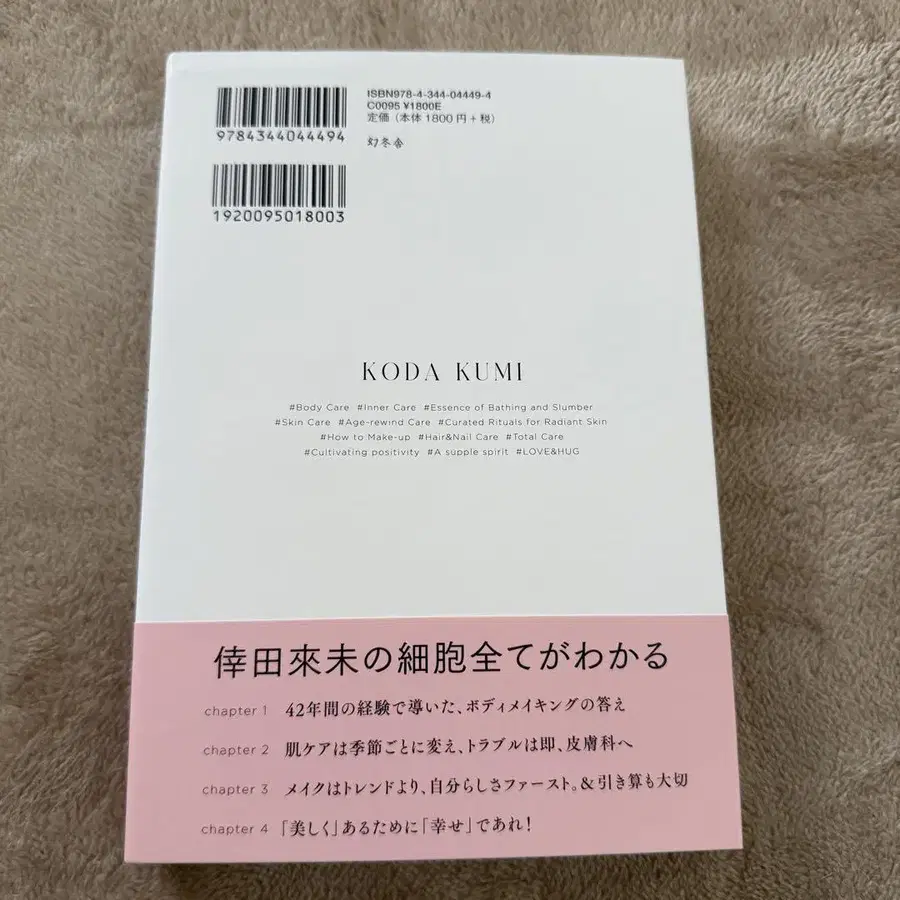 ISBN978-4-344-04449-4
C0095 ¥1800E
定価（本体1800円+税）
幻冬舎
9784344044494
1920095018003
KODA KUMI
#Body Care #Inner Care #Essence of Bathing and Slumber
#Skin Care #Age-rewind Care #Curated Rituals for Radiant Skin
#How to Make-up #Hair&Nail Care #Total Care
#Cultivating positivity #A supple spirit #LOVE&HUG
倖田來未の細胞全てがわかる
chapter 1 42年間の経験で導いた、ボディメイキングの答え
chapter 2 肌ケアは季節ごとに変え、トラブルは即、皮膚科へ
chapter 3 メイクはトレンドより、自分らしさファースト。&引き算も大切
chapter 4 「美しく」あるために「幸せ」であれ!